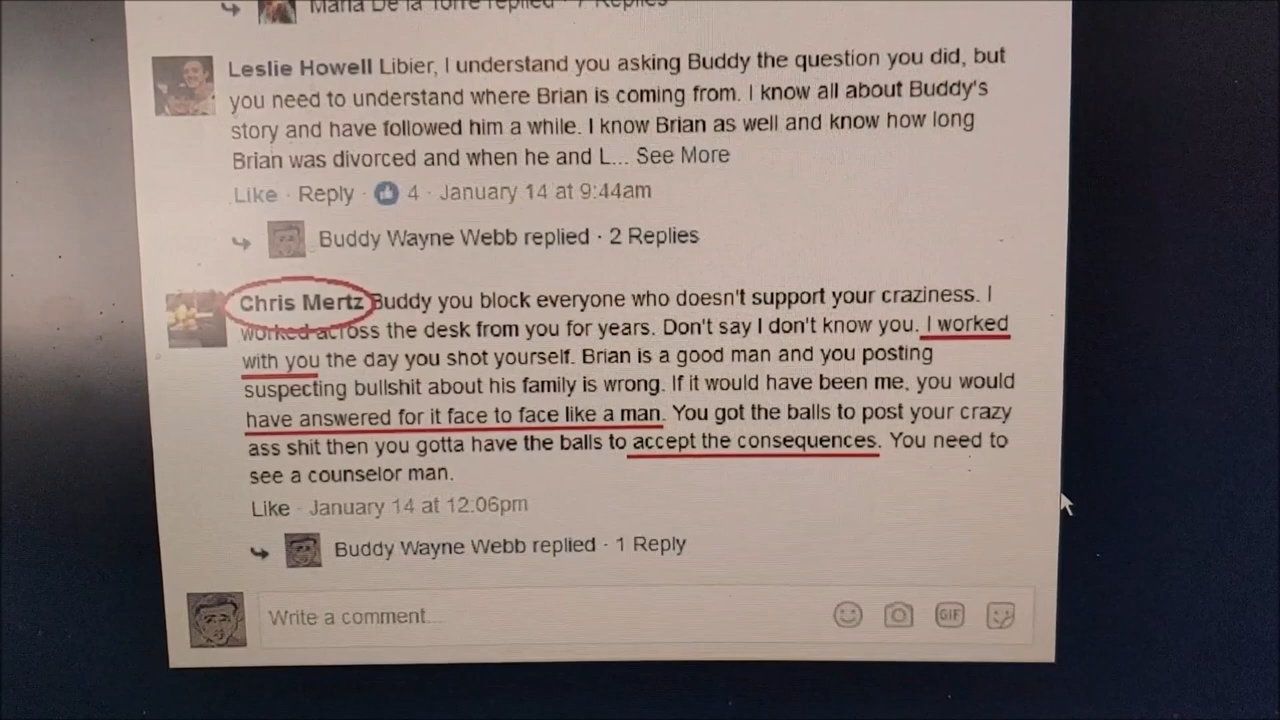 Maria De la Torre replied · 7 Replies
Leslie Howell Libier, I understand you asking Buddy the question you did, but
you need to understand where Brian is coming from. I know all about Buddy's
story and have followed him a while. I know Brian as well and know how long
Brian was divorced and when he and L... See More
Like · Reply · 4 · January 14 at 9:44am
Buddy Wayne Webb replied · 2 Replies
Chris Mertz Buddy you block everyone who doesn't support your craziness. I
worked across the desk from you for years. Don't say I don't know you. I worked
with you the day you shot yourself. Brian is a good man and you posting
suspecting bullshit about his family is wrong. If it would have been me, you would
have answered for it face to face like a man. You got the balls to post your crazy
ass shit then you gotta have the balls to accept the consequences. You need to
see a counselor man.
Like · January 14 at 12:06pm
Buddy Wayne Webb replied · 1 Reply
Write a comment...
GIF